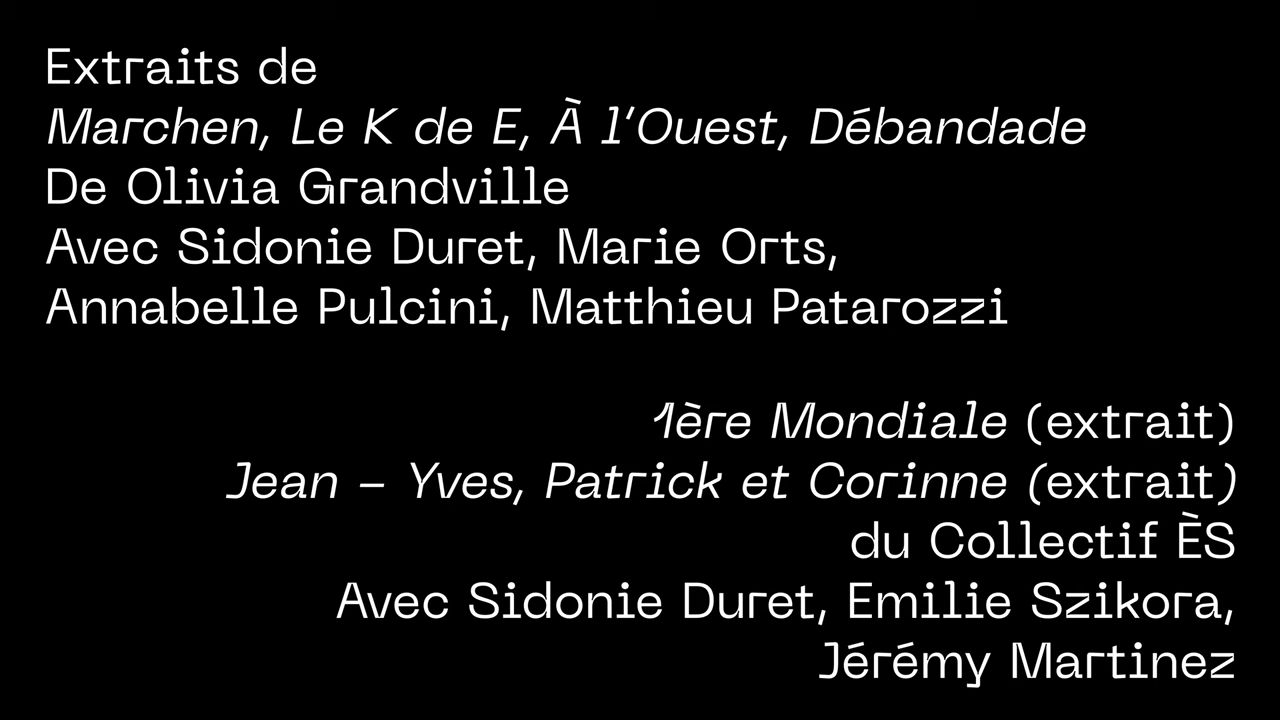 Extraits de
Marchen, Le K de E, À l’Ouest, Débandade
De Olivia Grandville
Avec Sidonie Duret, Marie Orts,
Annabelle Pulcini, Matthieu Patarozzi
1ère Mondiale (extrait)
Jean – Yves, Patrick et Corinne (extrait)
du Collectif ÈS
Avec Sidonie Duret, Emilie Szikora,
Jérémy Martinez